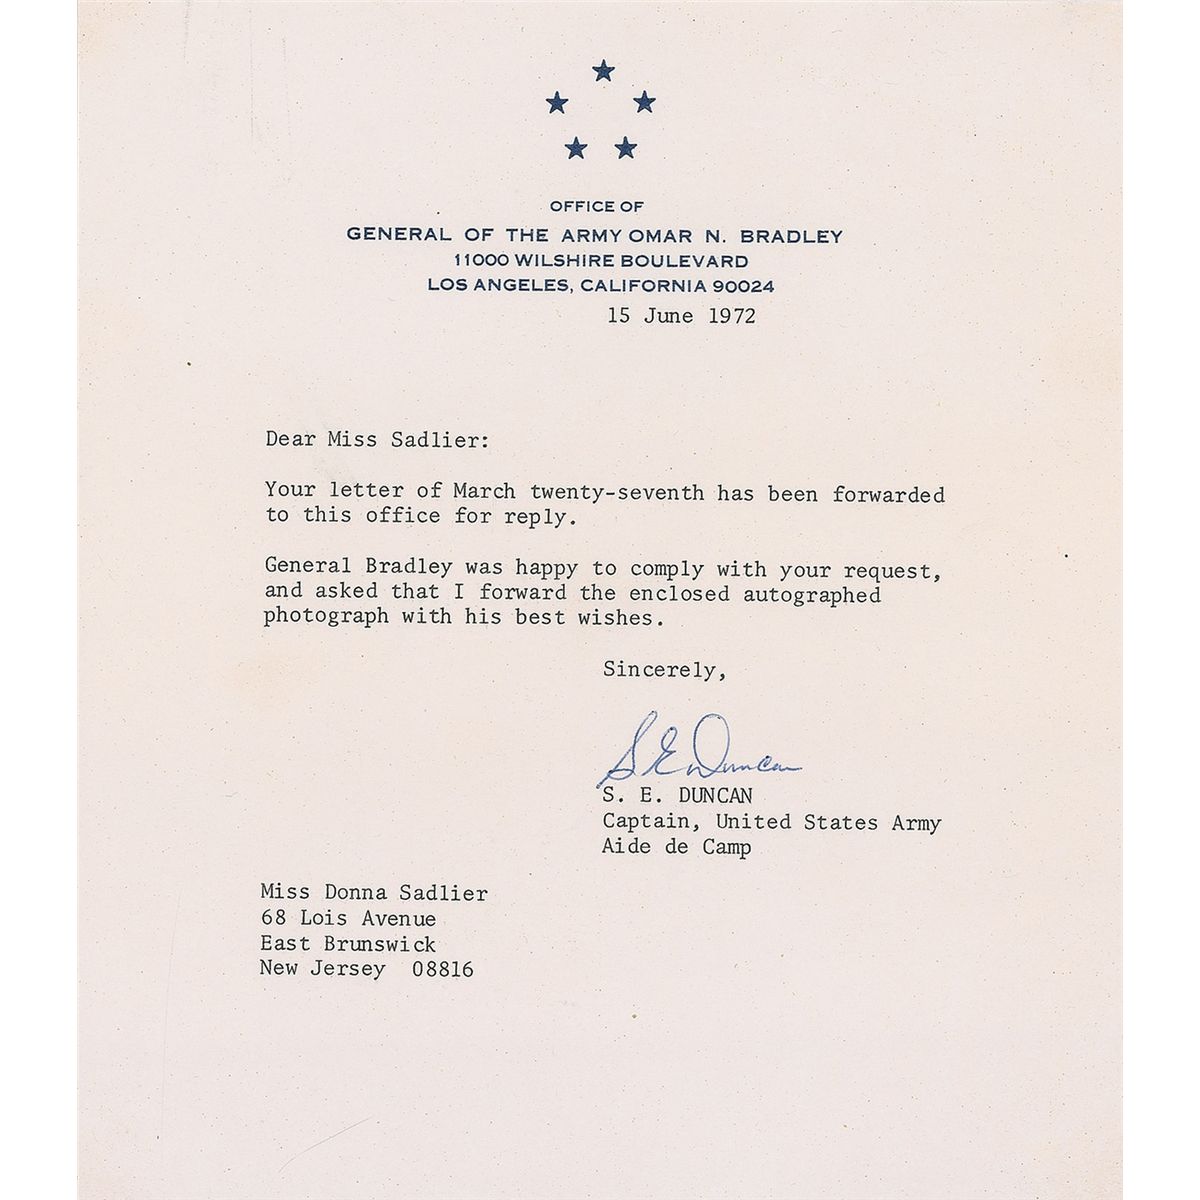 OFFICE OF
GENERAL OF THE ARMY OMAR N. BRADLEY
11000 WILSHIRE BOULEVARD
LOS ANGELES, CALIFORNIA 90024
15 June 1972
Dear Miss Sadlier:
Your letter of March twenty-seventh has been forwarded
to this office for reply.
General Bradley was happy to comply with your request,
and asked that I forward the enclosed autographed
photograph with his best wishes.
Sincerely,
S E Duncan
S. E. DUNCAN
Captain, United States Army
Aide de Camp
Miss Donna Sadlier
68 Lois Avenue
East Brunswick
New Jersey  08816